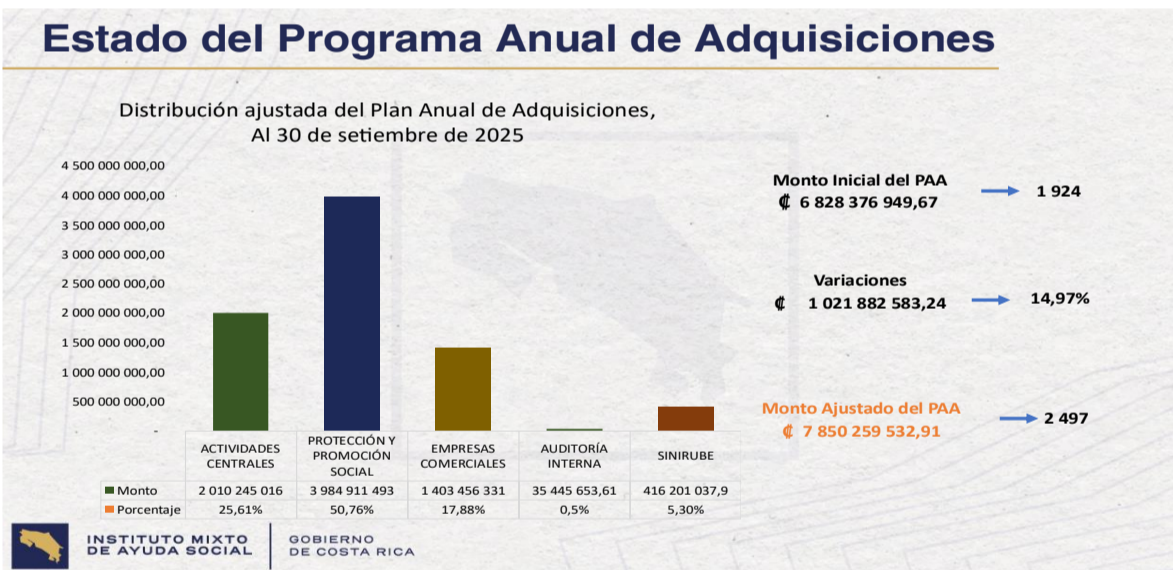 Estado del Programa Anual de Adquisiciones
Distribución ajustada del Plan Anual de Adquisiciones,
Al 30 de setiembre de 2025
4 500 000 000,00
4 000 000 000,00
3 500 000 000,00
3 000 000 000,00
2 500 000 000,00
2 000 000 000,00
1 500 000 000,00
1 000 000 000,00
500 000 000,00
-
ACTIVIDADES
CENTRALES
PROTECCIÓN Y
PROMOCIÓN
SOCIAL
EMPRESAS
COMERCIALES
AUDITORÍA
INTERNA
SINIRUBE
Monto 2 010 245 016 3 984 911 493 1 403 456 331 35 445 653,61 416 201 037,9
Porcentaje 25,61% 50,76% 17,88% 0,5% 5,30%
Monto Inicial del PAA
₡ 6 828 376 949,67
1 924
Variaciones
₡ 1 021 882 583,24
14,97%
Monto Ajustado del PAA
₡ 7 850 259 532,91
2 497
INSTITUTO MIXTO
DE AYUDA SOCIAL
GOBIERNO
DE COSTA RICA